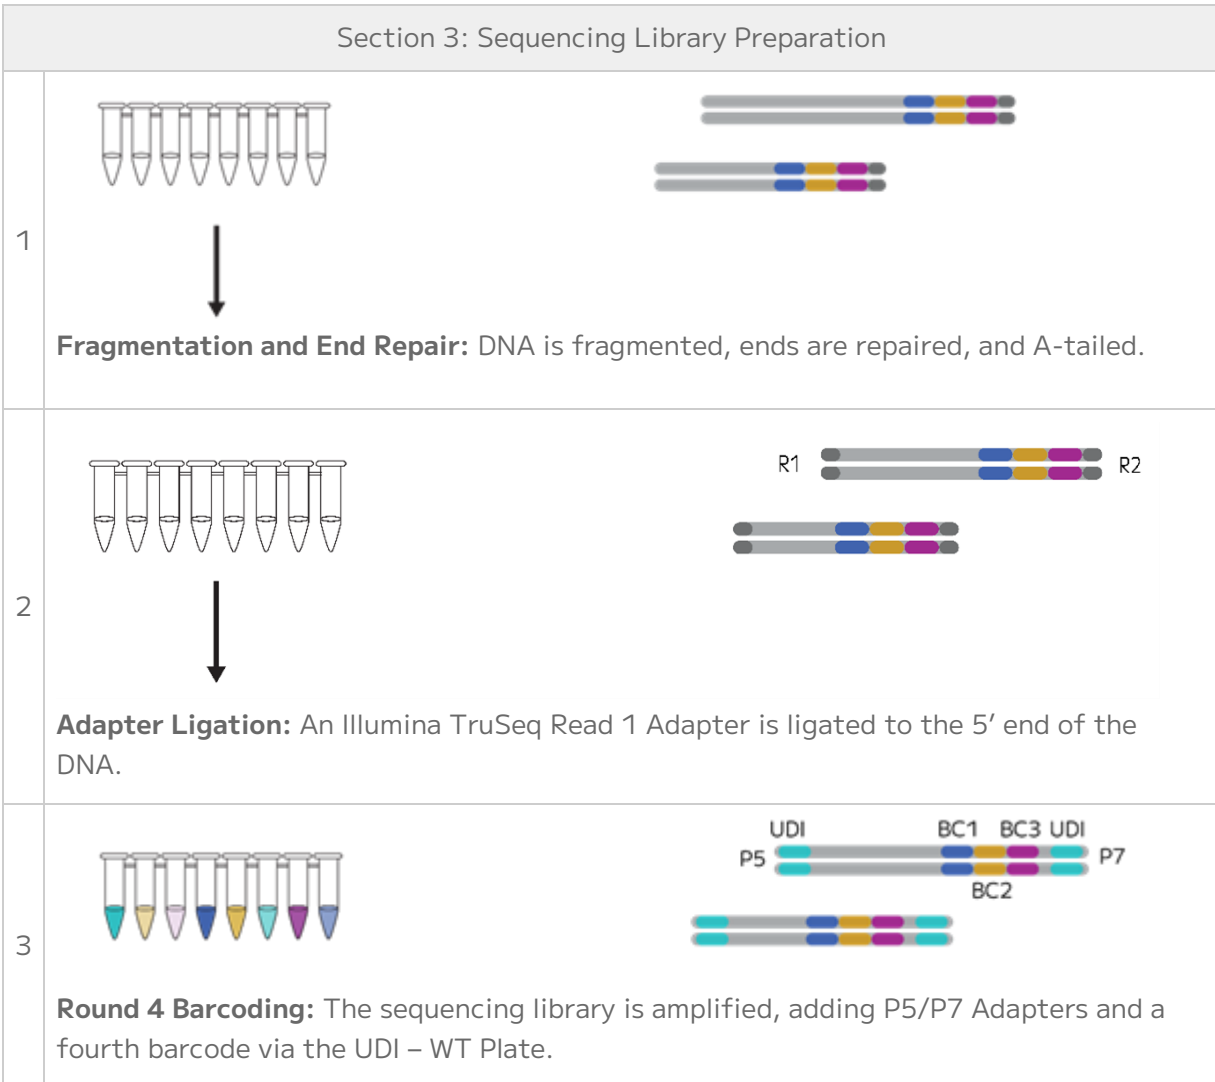 Section 3: Sequencing Library Preparation
1
Fragmentation and End Repair: DNA is fragmented, ends are repaired, and A-tailed.
R1
R2
2
Adapter Ligation: An Illumina TruSeq Read 1 Adapter is ligated to the 5′ end of the
DNA.
UDI BC1 BC3 UDI
P5 P7
BC2
3
Round 4 Barcoding: The sequencing library is amplified, adding P5/P7 Adapters and a
fourth barcode via the UDI – WT Plate.